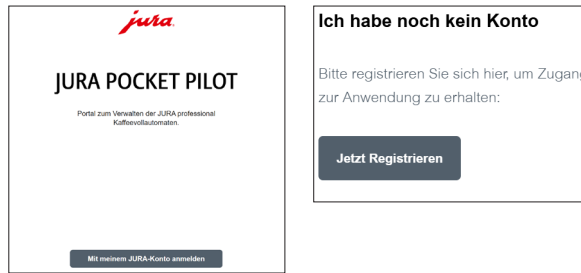 jura
JURA POCKET PILOT
Portal zum Verwalten der JURA professional
Kaffeevollautomaten.
Mit meinem JURA-Konto anmelden
Ich habe noch kein Konto
Bitte registrieren Sie sich hier, um Zugang
zur Anwendung zu erhalten:
Jetzt Registrieren